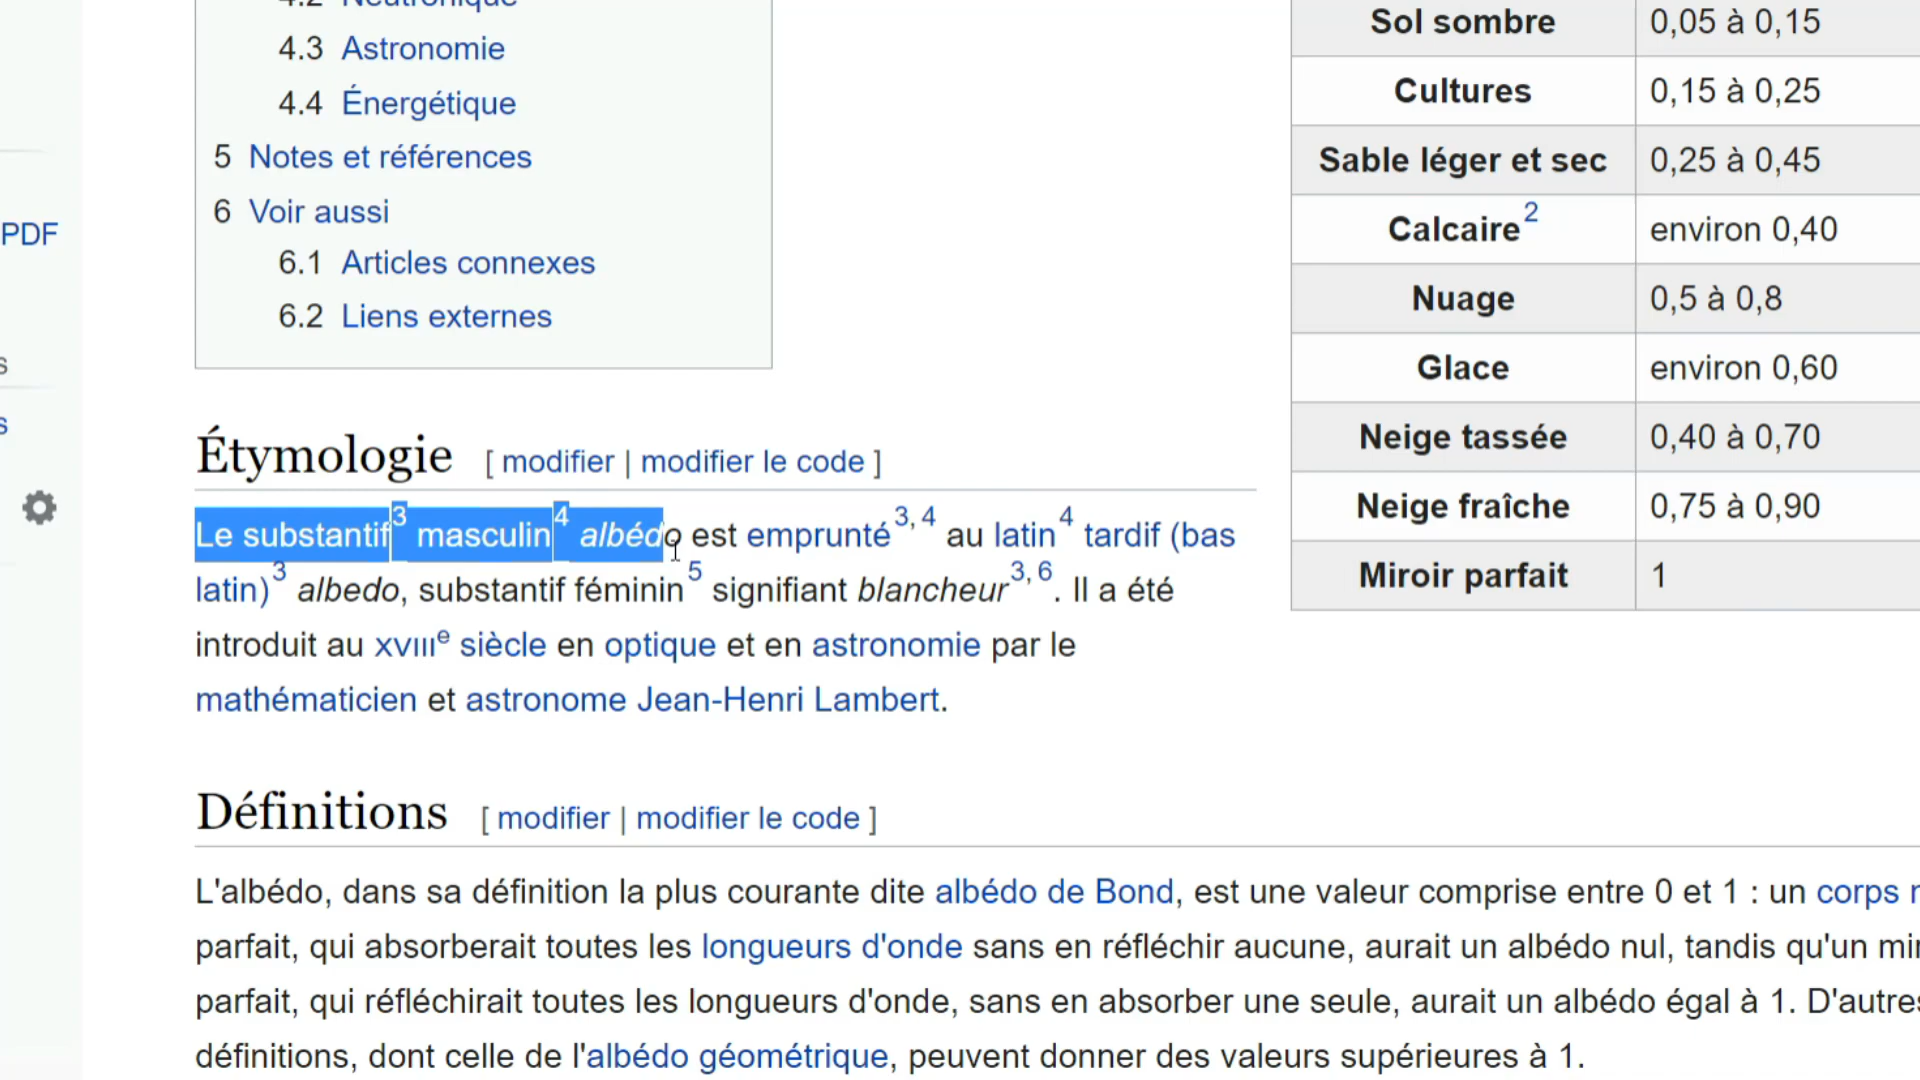 4.2 Neutronique
4.3 Astronomie
4.4 Énergétique
5 Notes et références
6 Voir aussi
PDF
6.1 Articles connexes
6.2 Liens externes
s
s
Sol sombre 0,05 à 0,15
Cultures 0,15 à 0,25
Sable léger et sec 0,25 à 0,45
Calcaire2 environ 0,40
Nuage 0,5 à 0,8
Glace environ 0,60
Neige tassée 0,40 à 0,70
Neige fraîche 0,75 à 0,90
Miroir parfait 1
Étymologie [ modifier | modifier le code ]
Le substantif3 masculin4 albédo est emprunté3, 4 au latin4 tardif (bas
latin)3 albedo, substantif féminin5 signifiant blancheur3, 6. Il a été
introduit au XVIIIe siècle en optique et en astronomie par le
mathématicien et astronome Jean-Henri Lambert.
Définitions [ modifier | modifier le code ]
L'albédo, dans sa définition la plus courante dite albédo de Bond, est une valeur comprise entre 0 et 1 : un corps
parfait, qui absorberait toutes les longueurs d'onde sans en réfléchir aucune, aurait un albédo nul, tandis qu'un
parfait, qui réfléchirait toutes les longueurs d'onde, sans en absorber une seule, aurait un albédo égal à 1. D'autres
définitions, dont celle de l'albédo géométrique, peuvent donner des valeurs supérieures à 1.